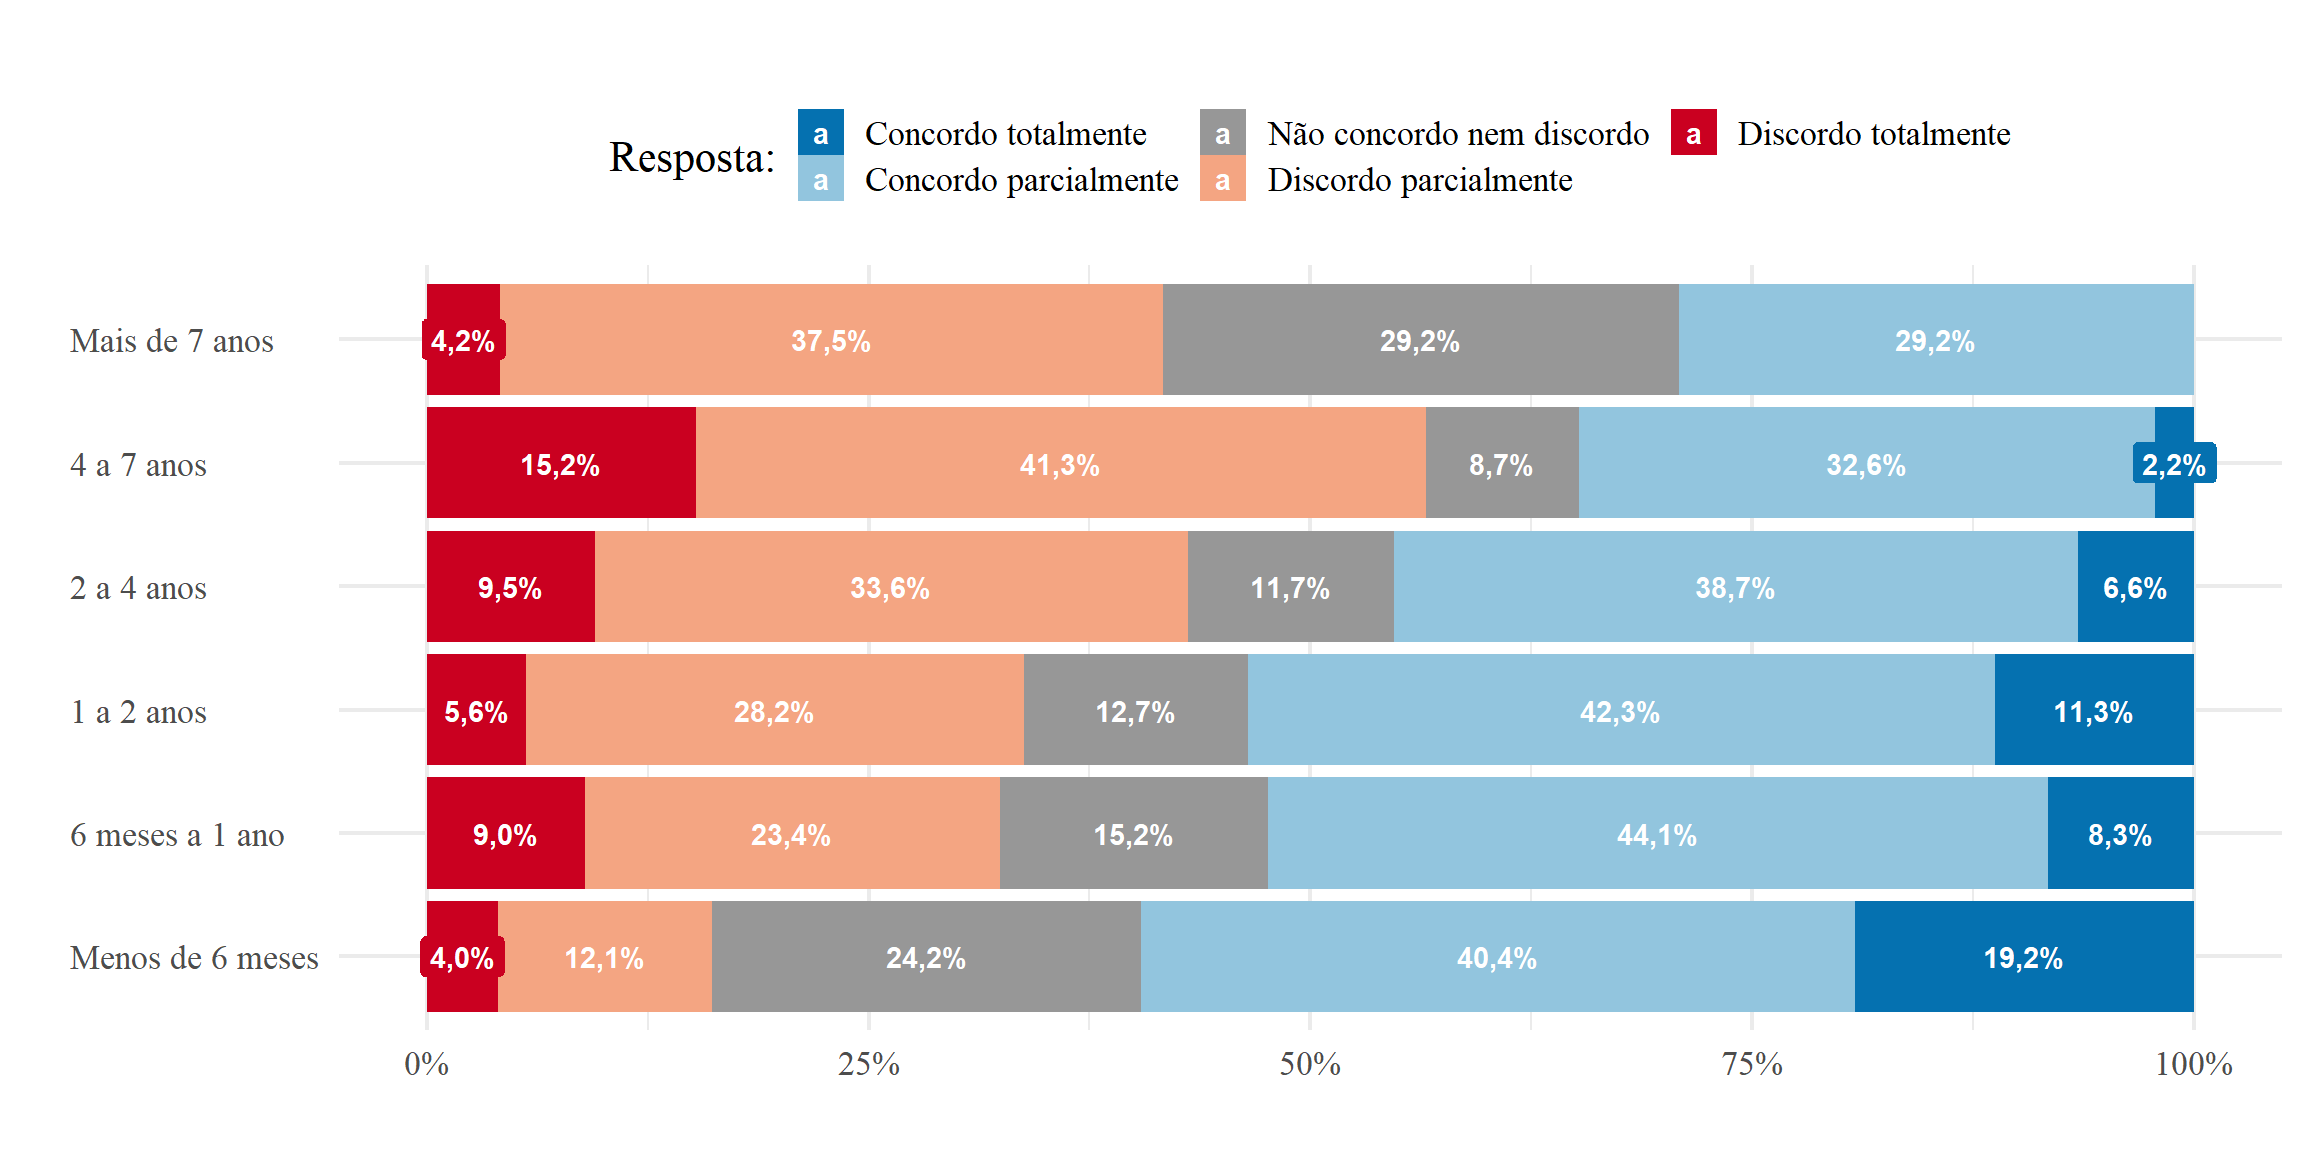 Resposta:
a Concordo totalmente a Não concordo nem discordo a Discordo totalmente
a Concordo parcialmente a Discordo parcialmente
Mais de 7 anos 4,2% 37,5% 29,2% 29,2%
4 a 7 anos 15,2% 41,3% 8,7% 32,6% 2,2%
2 a 4 anos 9,5% 33,6% 11,7% 38,7% 6,6%
1 a 2 anos 5,6% 28,2% 12,7% 42,3% 11,3%
6 meses a 1 ano 9,0% 23,4% 15,2% 44,1% 8,3%
Menos de 6 meses 4,0% 12,1% 24,2% 40,4% 19,2%
0% 25% 50% 75% 100%